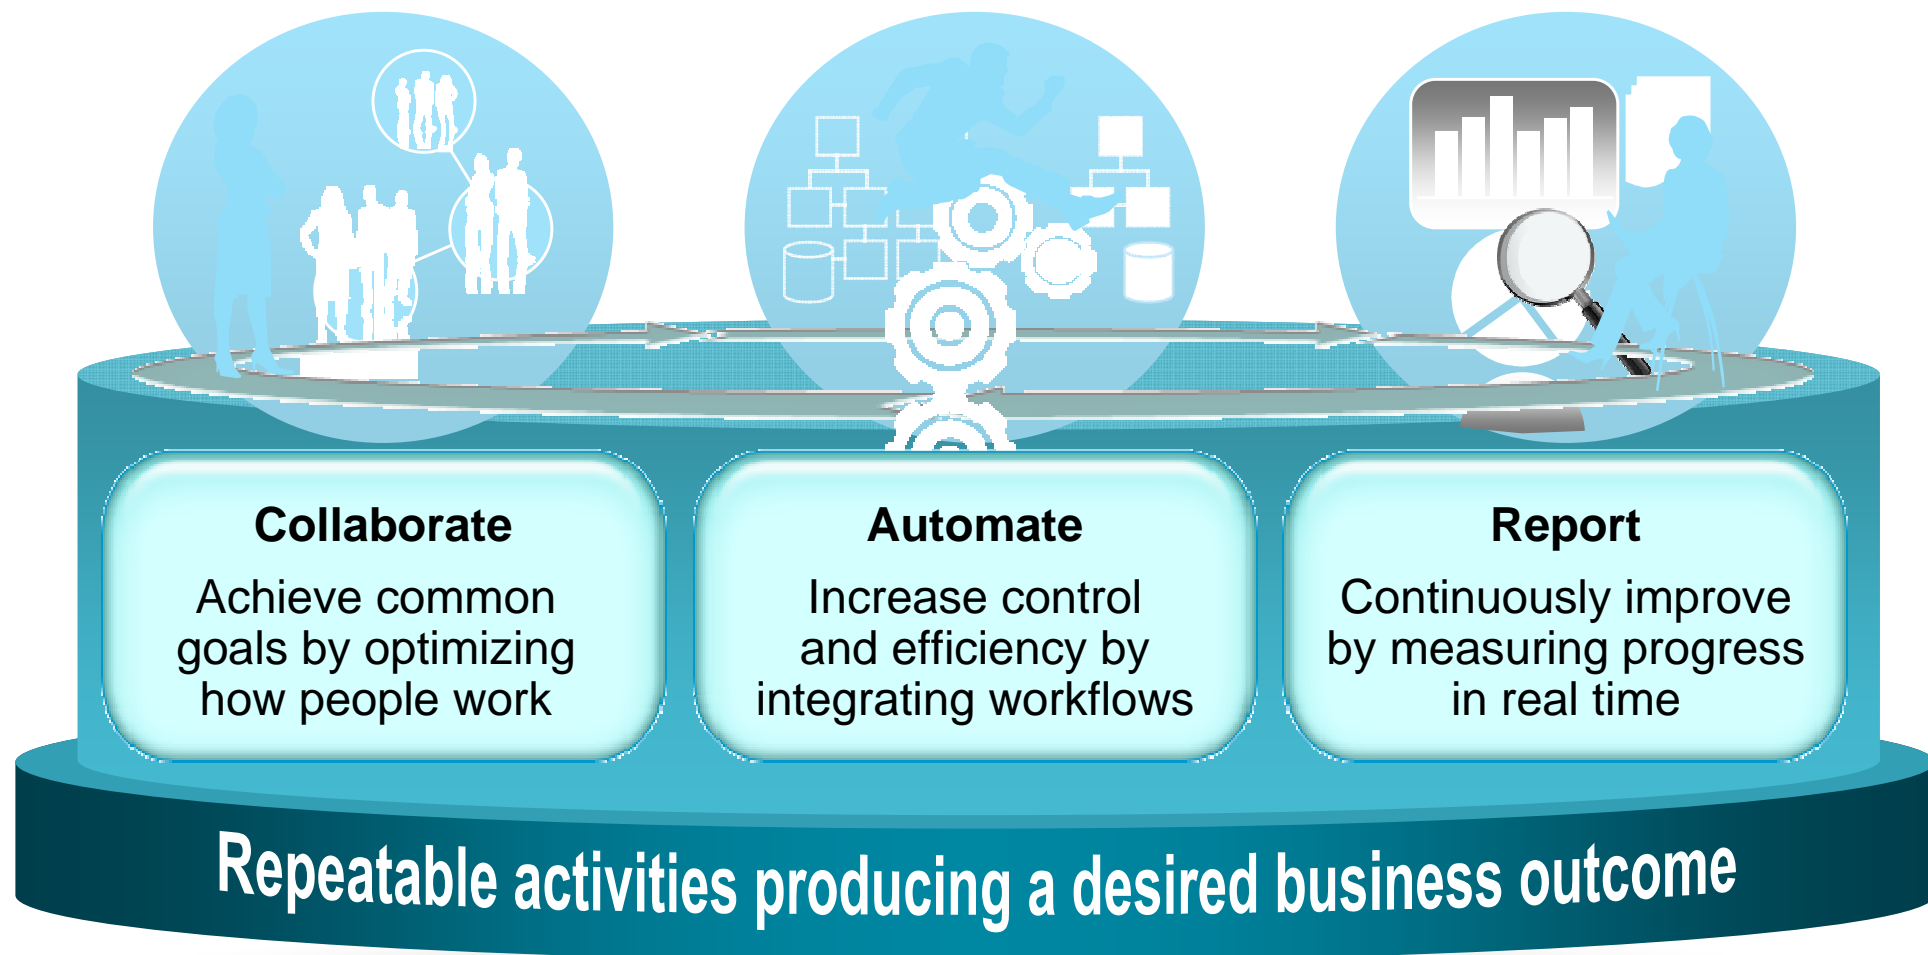 Collaborate
Achieve common
goals by optimizing
how people work
Automate
Increase control
and efficiency by
integrating workflows
Report
Continuously improve
by measuring progress
in real time
Repeatable activities producing a desired business outcome